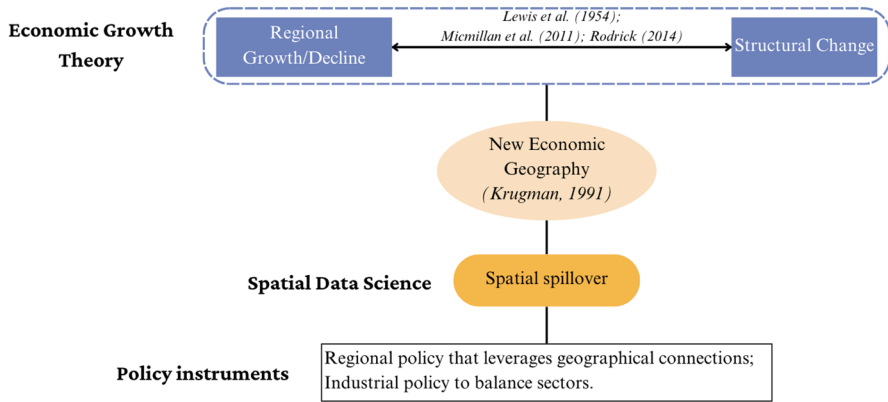 Economic Growth
Theory
Regional
Growth/Decline
Lewis et al. (1954);
Micmillan et al. (2011); Rodrick (2014)
Structural Change
New Economic
Geography
(Krugman, 1991)
Spatial Data Science
Spatial spillover
Policy instruments
Regional policy that leverages geographical connections;
Industrial policy to balance sectors.